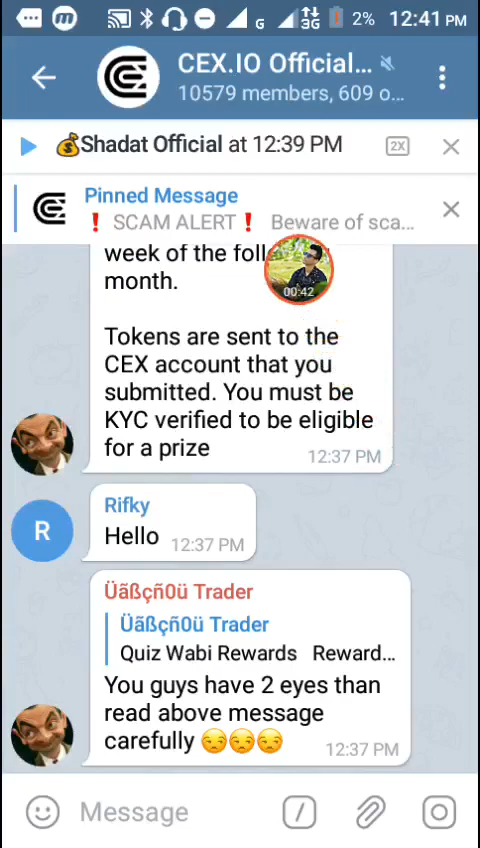 G 3G 2% 12:41 PM
CEX.IO Official...
10579 members, 609 o...
💰Shadat Official at 12:39 PM 2X
Pinned Message
❗ SCAM ALERT❗ Beware of sca...
week of the foll
month.
00:42
Tokens are sent to the
CEX account that you
submitted. You must be
KYC verified to be eligible
for a prize 12:37 PM
R
Rifky
Hello 12:37 PM
Üãßçñ0ü Trader
Üãßçñ0ü Trader
Quiz Wabi Rewards Reward...
You guys have 2 eyes than
read above message
carefully 😒😒😒 12:37 PM
Message